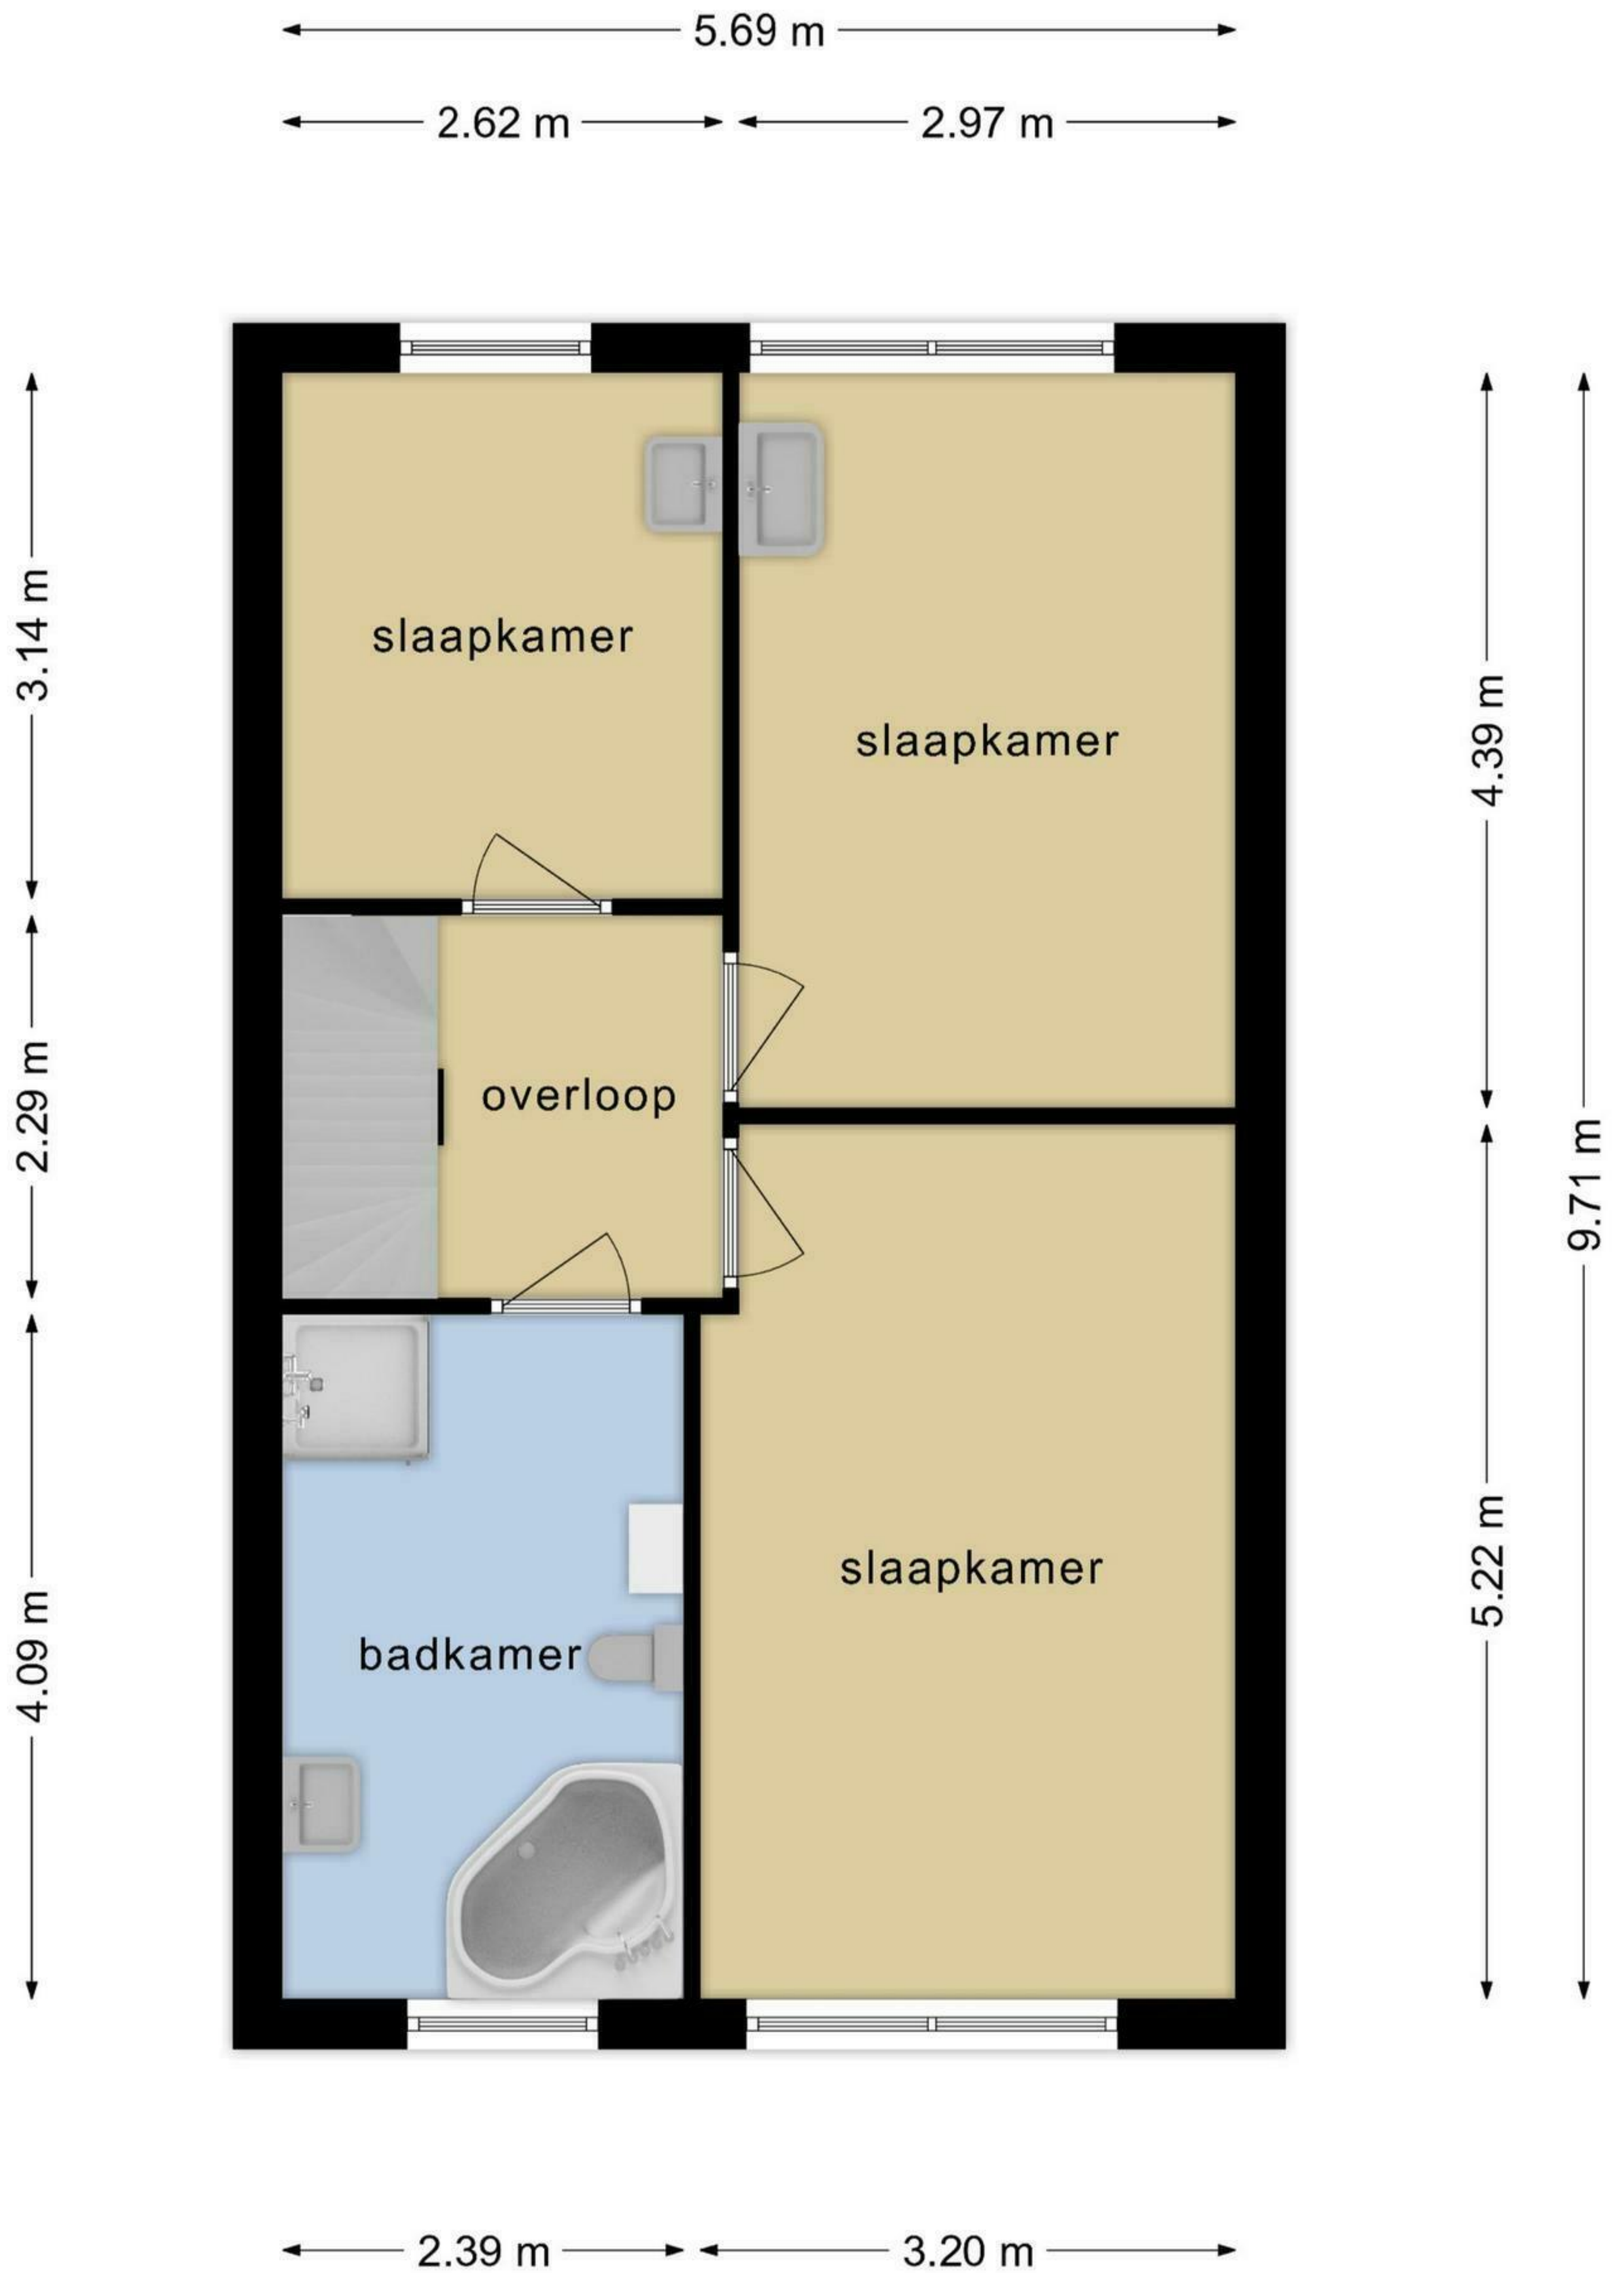 5.69 m
2.62 m
2.97 m
3.14 m
slaapkamer
slaapkamer
4.39 m
2.29 m
overloop
9.71 m
5.22 m
slaapkamer
4.09 m
badkamer
2.39 m
3.20 m